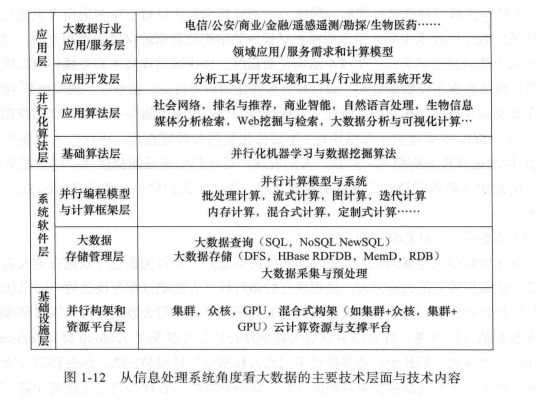 应用层
大数据行业
应用/服务层
电信/公安/商业/金融/遥感遥测/勘探/生物医药……
领域应用/服务需求和计算模型
应用开发层
分析工具/开发环境和工具/行业应用系统开发
并行化算法层
应用算法层
社会网络，排名与推荐，商业智能，自然语言处理，生物信息
媒体分析检索，Web挖掘与检索，大数据分析与可视化计算…
基础算法层
并行化机器学习与数据挖掘算法
系统软件层
并行编程模型
与计算框架层
并行计算模型与系统
批处理计算，流式计算，图计算，迭代计算
内存计算，混合式计算，定制式计算……
大数据
存储管理层
大数据查询（SQL，NoSQL NewSQL）
大数据存储（DFS，HBase RDFDB，MemD，RDB）
大数据采集与预处理
基础设施层
并行构架和
资源平台层
集群，众核，GPU，混合式构架（如集群+众核，集群+
GPU）云计算资源与支撑平台
图 1-12 从信息处理系统角度看大数据的主要技术层面与技术内容